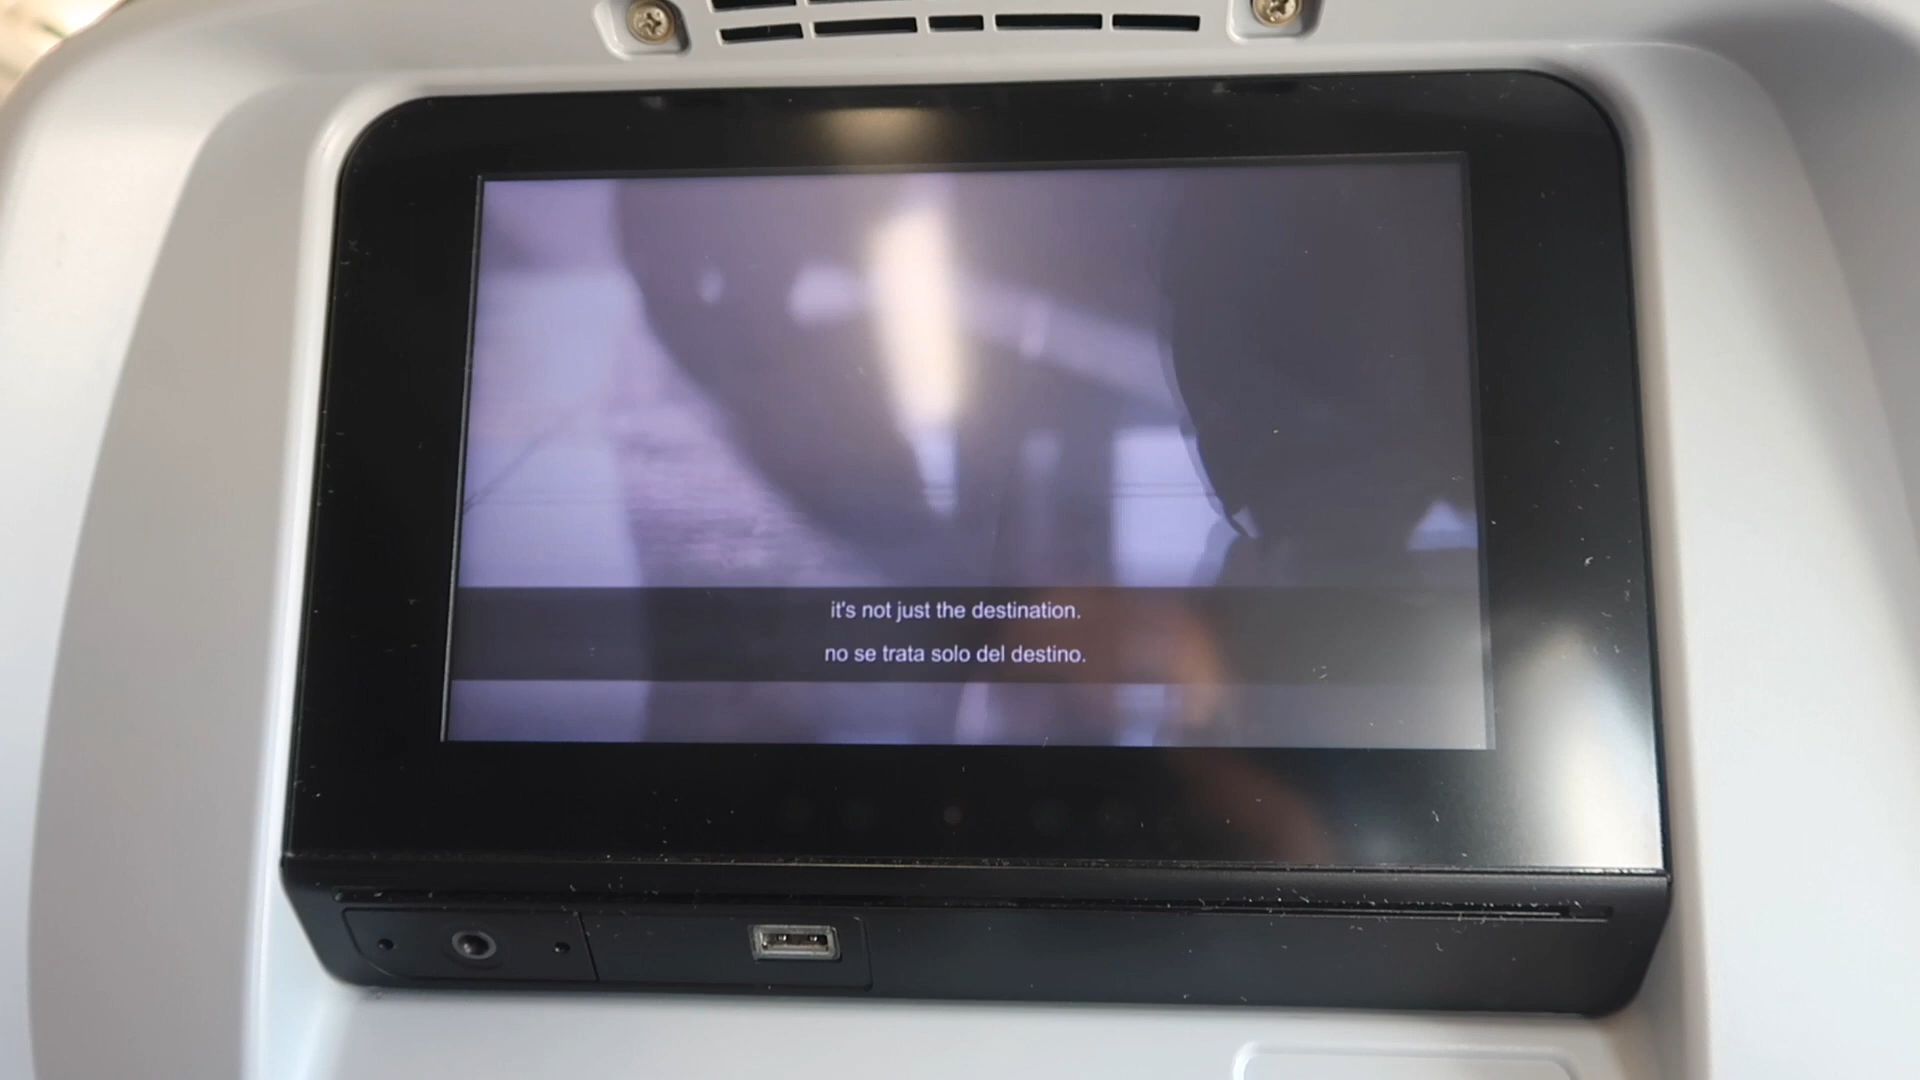 it's not just the destination.
no se trata solo del destino.